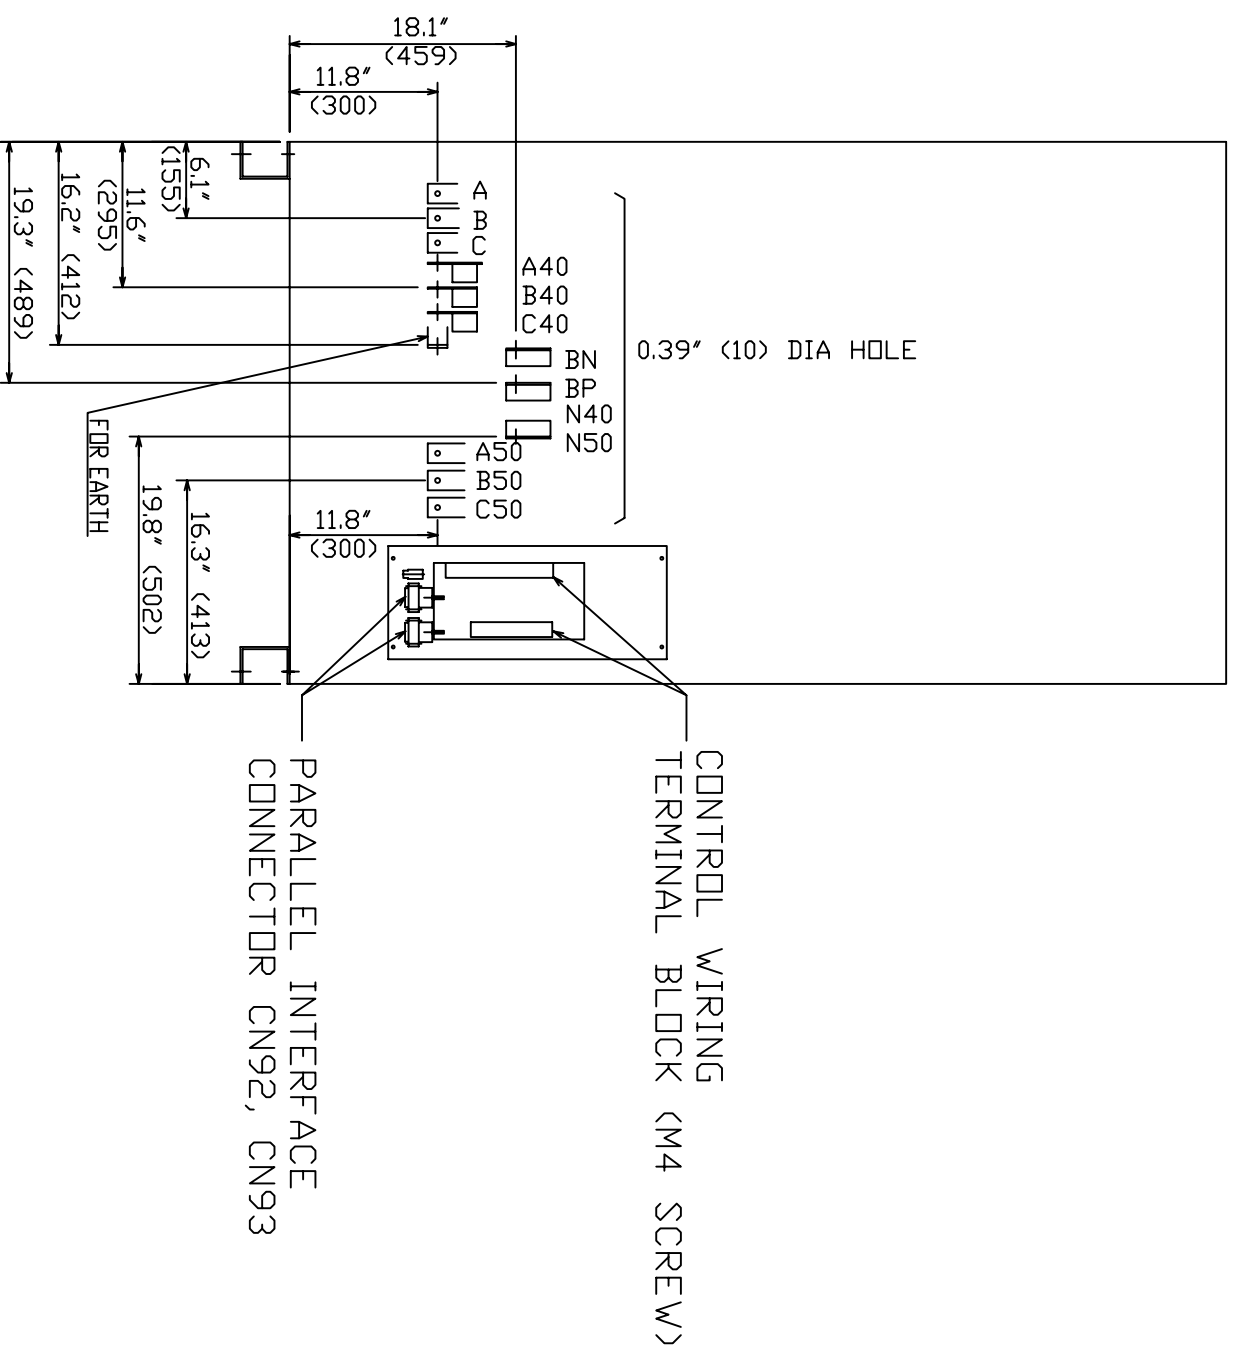 18.1"
(459)
11.8"
(300)
6.1"
(155)
11.6"
(295)
16.2" (412)
19.3" (489)
A
B
C
A40
B40
C40
BN
BP
N40
N50
A50
B50
C50
0.39" (10) DIA HOLE
FOR EARTH
11.8"
(300)
16.3" (413)
19.8" (502)
CONTROL WIRING
TERMINAL BLOCK (M4 SCREW)
PARALLEL INTERFACE
CONNECTOR CN92, CN93